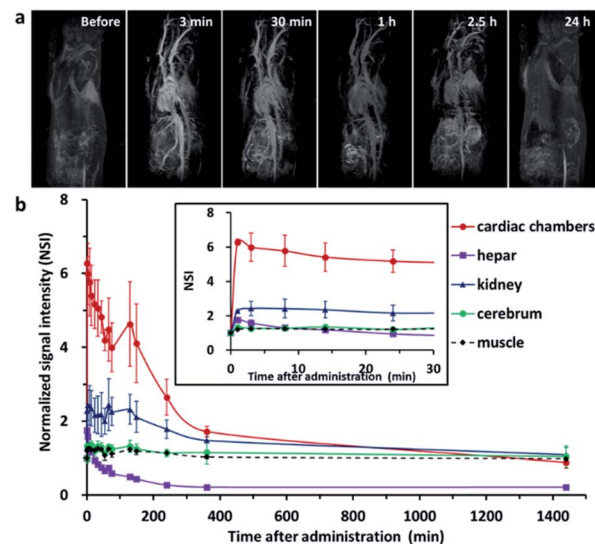 a
Before
3 min
30 min
1 h
2.5 h
24 h
b
Normalized signal intensity (NSI)
8
6
4
2
0
0
200
400
600
800
1000
1200
1400
Time after administration (min)
NSI
8
6
4
2
0
0
10
20
30
Time after administration (min)
cardiac chambers
hepar
kidney
cerebrum
muscle